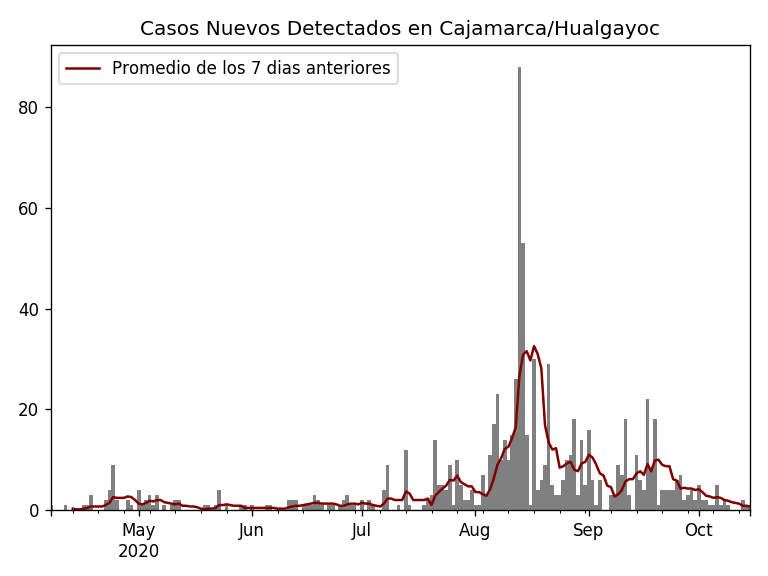 Casos Nuevos Detectados en Cajamarca/Hualgayoc
Promedio de los 7 dias anteriores
80
60
40
20
0
May Jun Jul Aug Sep Oct
2020